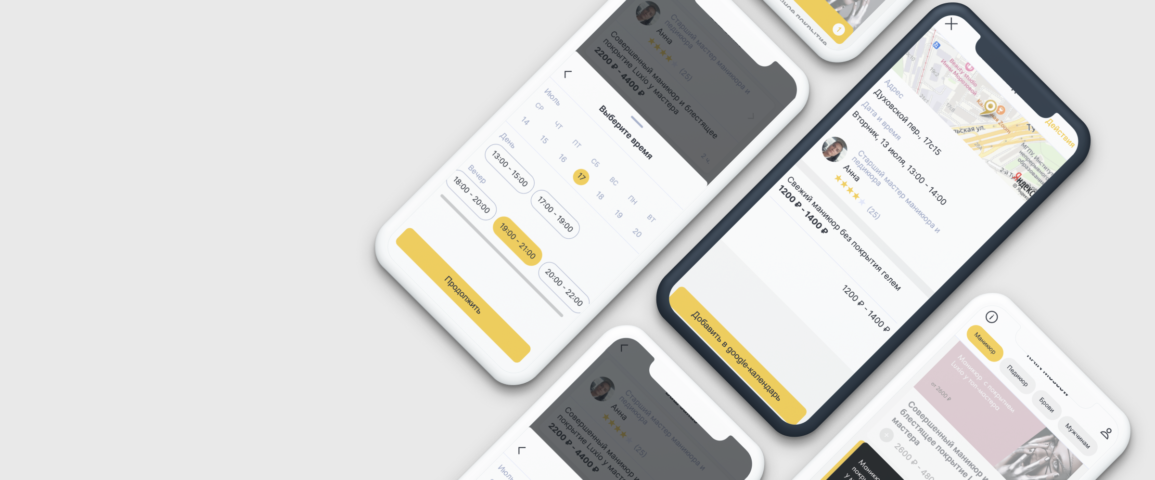 Старший мастер маникюра и
педикюра
Анна
(25)
Совершенный маникюр и блестящее
покрытие Luxio у мастера
2200 ₽ - 4400 ₽
Выберите время
Июль
СР
ЧТ
ПТ
СБ
ВС
ПН
ВТ
14
15
16
17
18
19
20
День
13:00 - 15:00
17:00 - 19:00
Вечер
18:00 - 20:00
19:00 - 21:00
20:00 - 22:00
Продолжить
Действия
Адрес
Духовской пер., 17с15
Дата и время
Вторник, 13 июля, 13:00 - 14:00
Старший мастер маникюра и
педикюра
Анна
(25)
Свежий маникюр без покрытия гелем
1200 ₽ - 1400 ₽
1200 ₽ - 1400 ₽
Добавить в google-календарь
Старший мастер маникюра и
педикюра
Анна
(25)
Совершенный маникюр и блестящее
покрытие Luxio у мастера
2200 ₽ - 4400 ₽
Июль
Маникюр
Педикюр
Брови
Мужчинам
Совершенный маникюр
блестящее покрытие
мастера